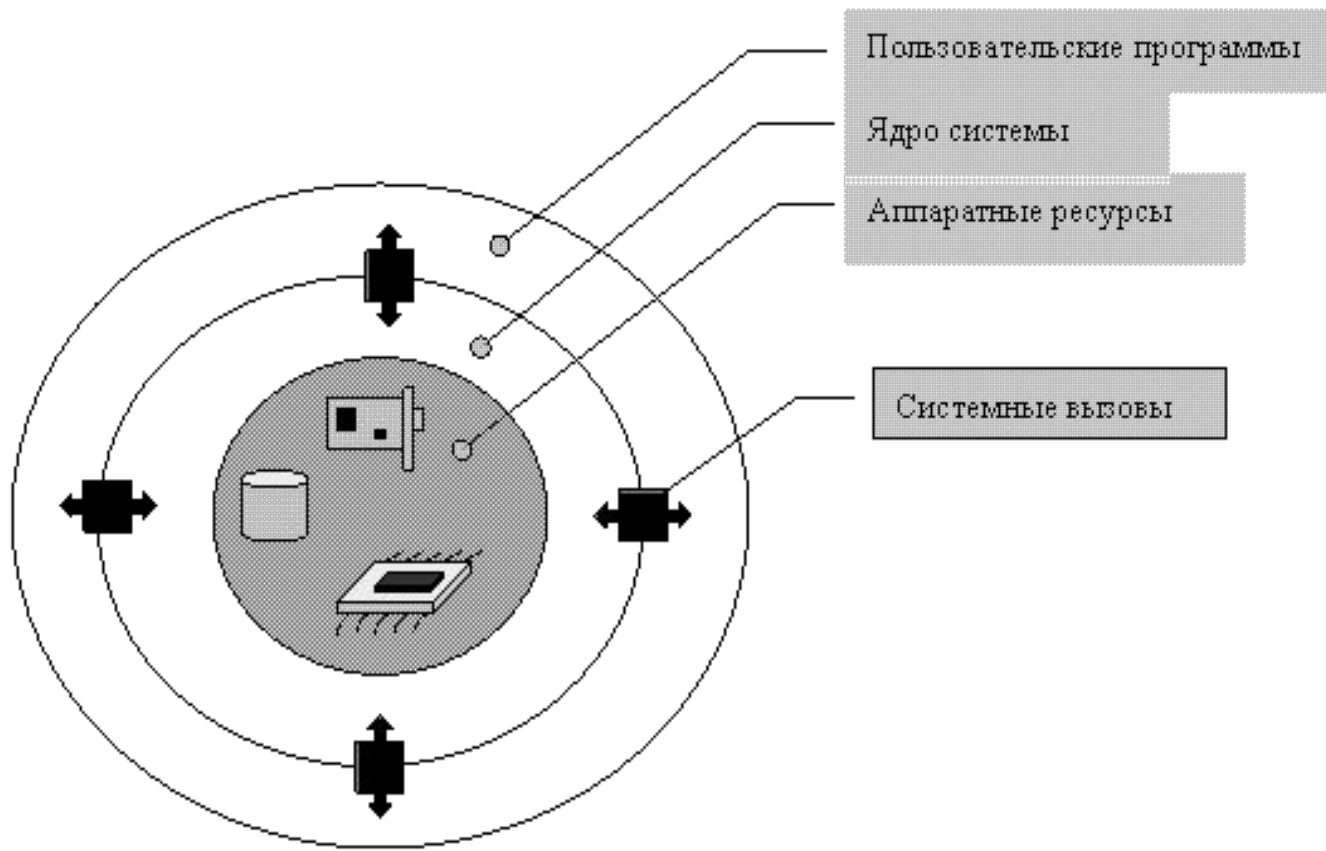 Пользовательские программы
Ядро системы
Аппаратные ресурсы
Системные вызовы